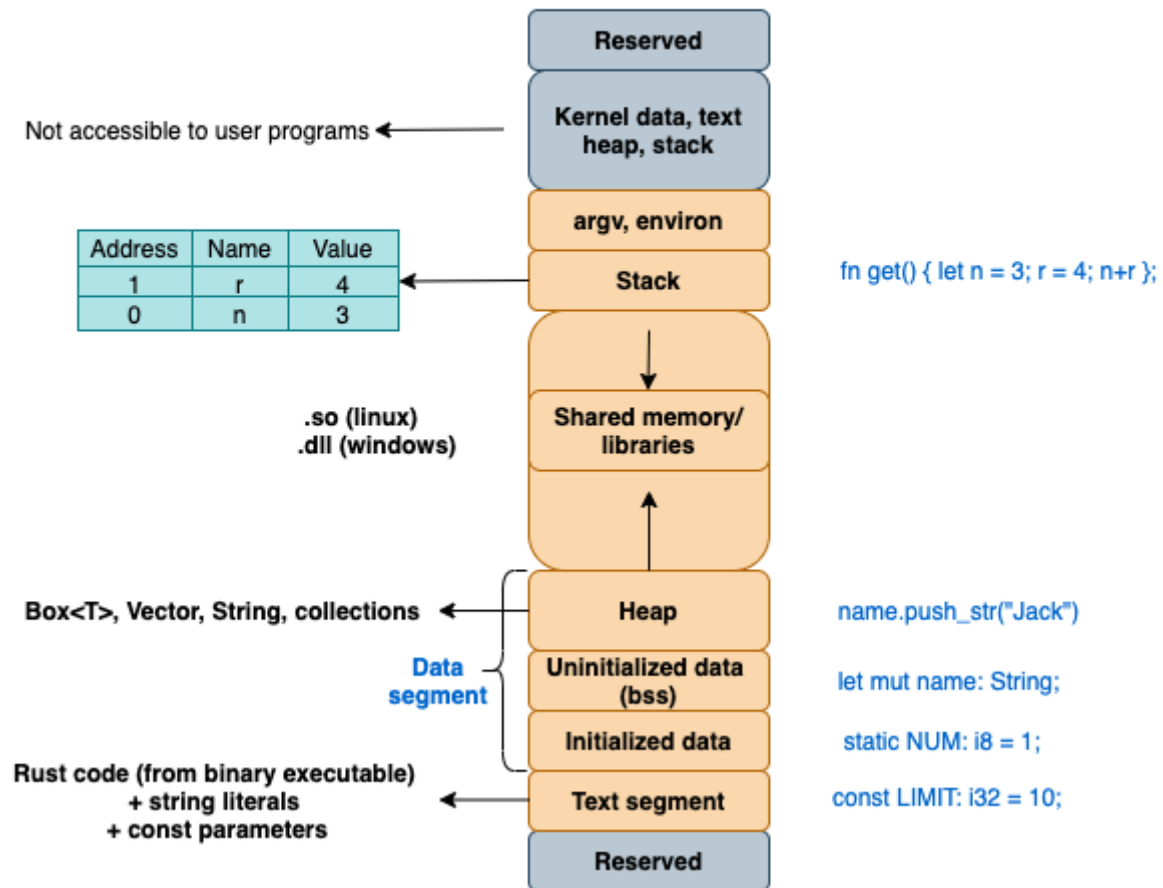 Reserved
Kernel data, text
heap, stack
Not accessible to user programs
argv, environ
Address Name Value
1 r 4
0 n 3
Stack
fn get() { let n = 3; r = 4; n+r };
.so (linux)
.dll (windows)
Shared memory/
libraries
Box<T>, Vector, String, collections
Heap
name.push_str("Jack")
Data
segment
Uninitialized data
(bss)
let mut name: String;
Initialized data
static NUM: i8 = 1;
Rust code (from binary executable)
+ string literals
+ const parameters
Text segment
const LIMIT: i32 = 10;
Reserved